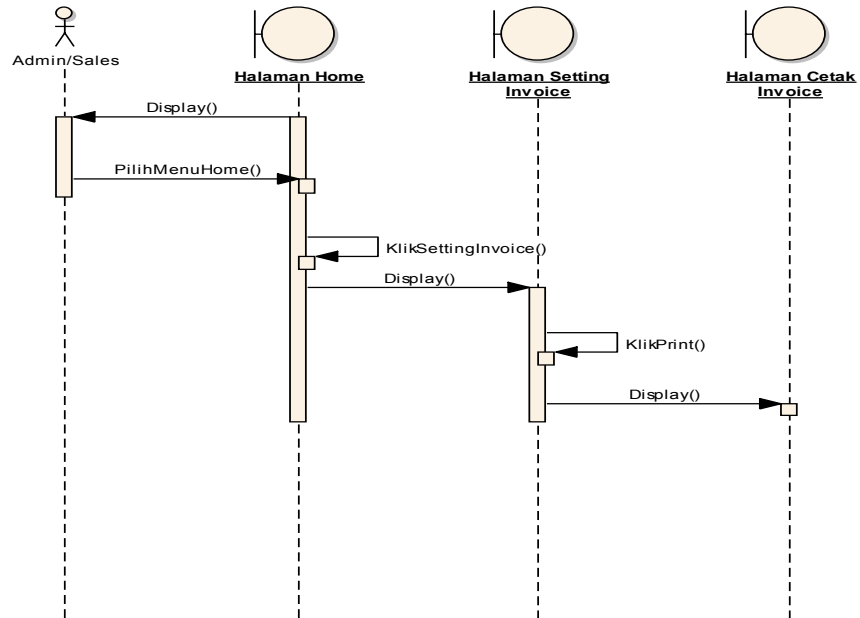 Admin/Sales
Halaman Home
Halaman Setting
Invoice
Halaman Cetak
Invoice
Display()
PilihMenuHome()
KlikSettingInvoice()
Display()
KlikPrint()
Display()